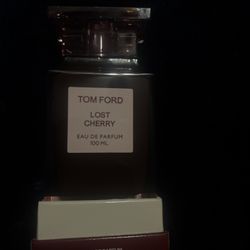 TOM FORD
LOST
CHERRY
EAU DE PARFUM
100 ML